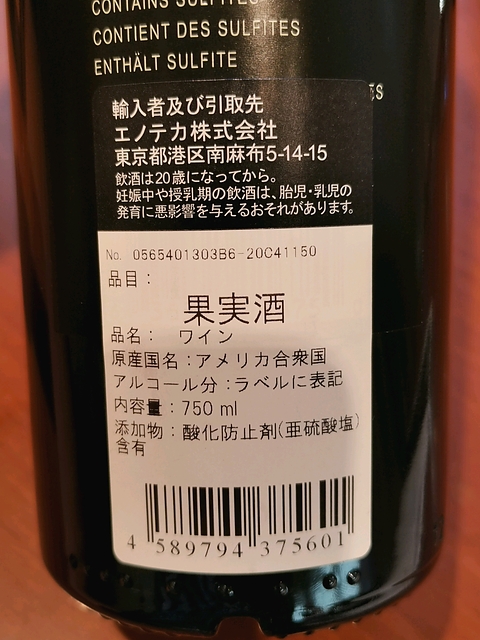 CONTAINS SULFITES
CONTIENT DES SULFITES
ENTHÄLT SULFITE
ES
輸入者及び引取先
エノテカ株式会社
東京都港区南麻布5-14-15
飲酒は20歳になってから。
妊娠中や授乳期の飲酒は、胎児・乳児の
発育に悪影響を与えるおそれがあります。
No. 0565401303B6-20C41150
品目：
果実酒
品名： ワイン
原産国名：アメリカ合衆国
アルコール分：ラベルに表記
内容量：750 ml
添加物：酸化防止剤(亜硫酸塩)
含有
4 589794 375601